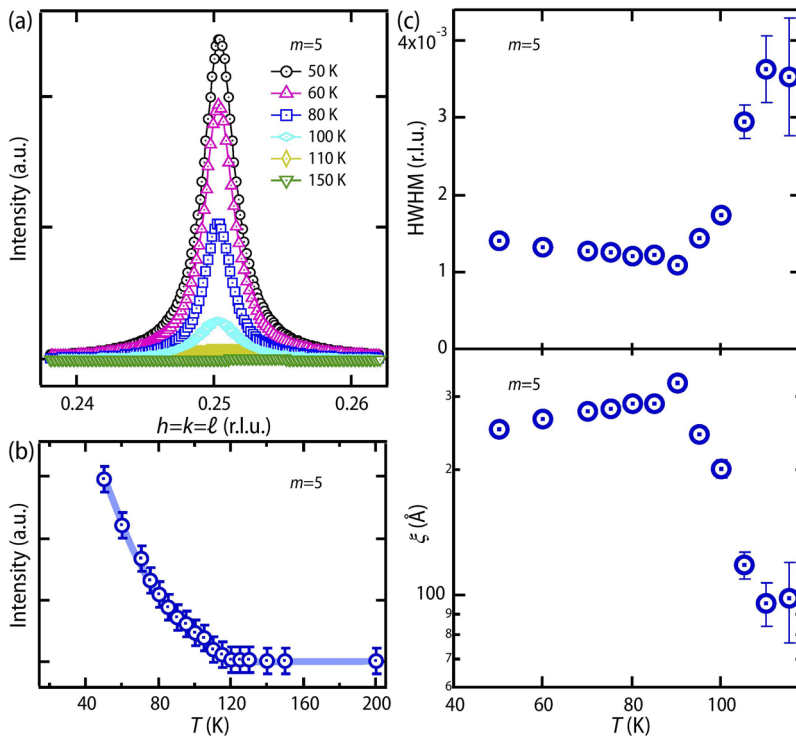 (a)
m=5
50 K
60 K
80 K
100 K
110 K
150 K
Intensity (a.u.)
0.24 0.25 0.26
h=k=ℓ (r.l.u.)
(b)
m=5
Intensity (a.u.)
40 80 120 160 200
T (K)
(c)
m=5
4x10⁻³
3
2
1
0
HWHM (r.l.u.)
m=5
3
2
100
9
8
7
6
ξ (Å)
40 60 80 100
T (K)